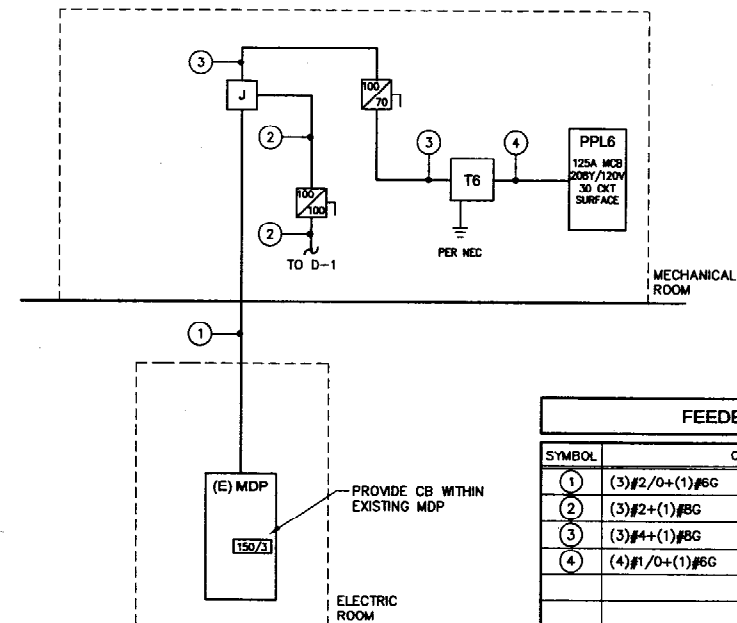 3
J
100
70
2
3
4
T6
PPL6
125A MCB
208Y/120V
30 CKT
SURFACE
100
100
2
TO D-1
PER NEC
MECHANICAL
ROOM
1
(E) MDP
PROVIDE CB WITHIN
EXISTING MDP
150/3
ELECTRIC
ROOM
FEEDE
SYMBOL
1 (3)#2/0+(1)#6G
2 (3)#2+(1)#8G
3 (3)#4+(1)#8G
4 (4)#1/0+(1)#6G